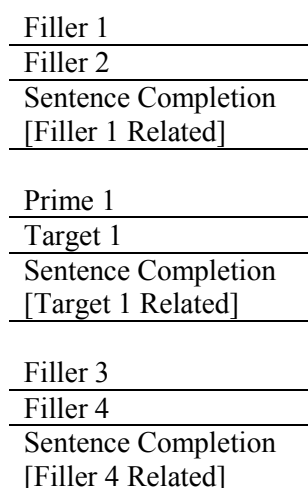 Filler 1
Filler 2
Sentence Completion
[Filler 1 Related]
Prime 1
Target 1
Sentence Completion
[Target 1 Related]
Filler 3
Filler 4
Sentence Completion
[Filler 4 Related]